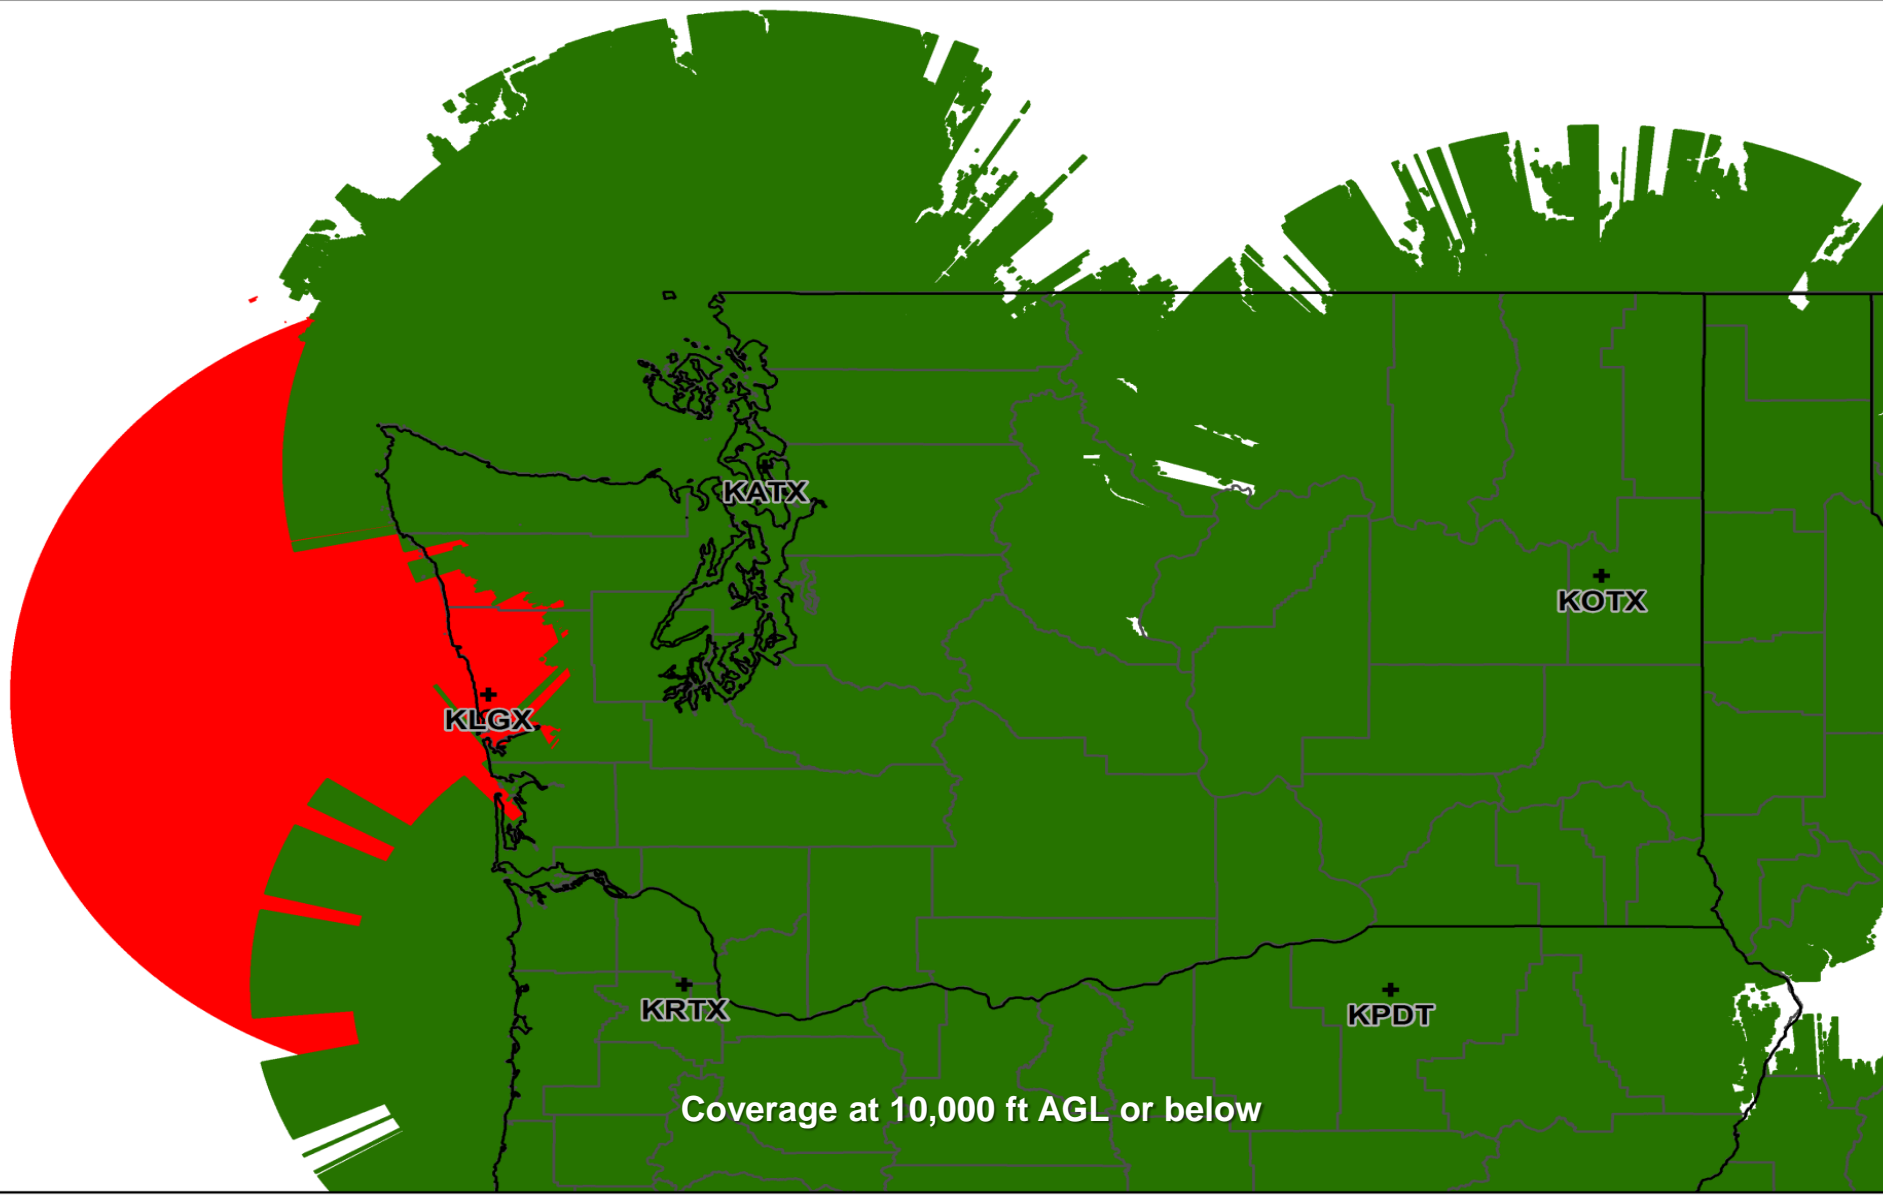 KATX
KOTX
KLGX
KRTX
KPDT
Coverage at 10,000 ft AGL or below